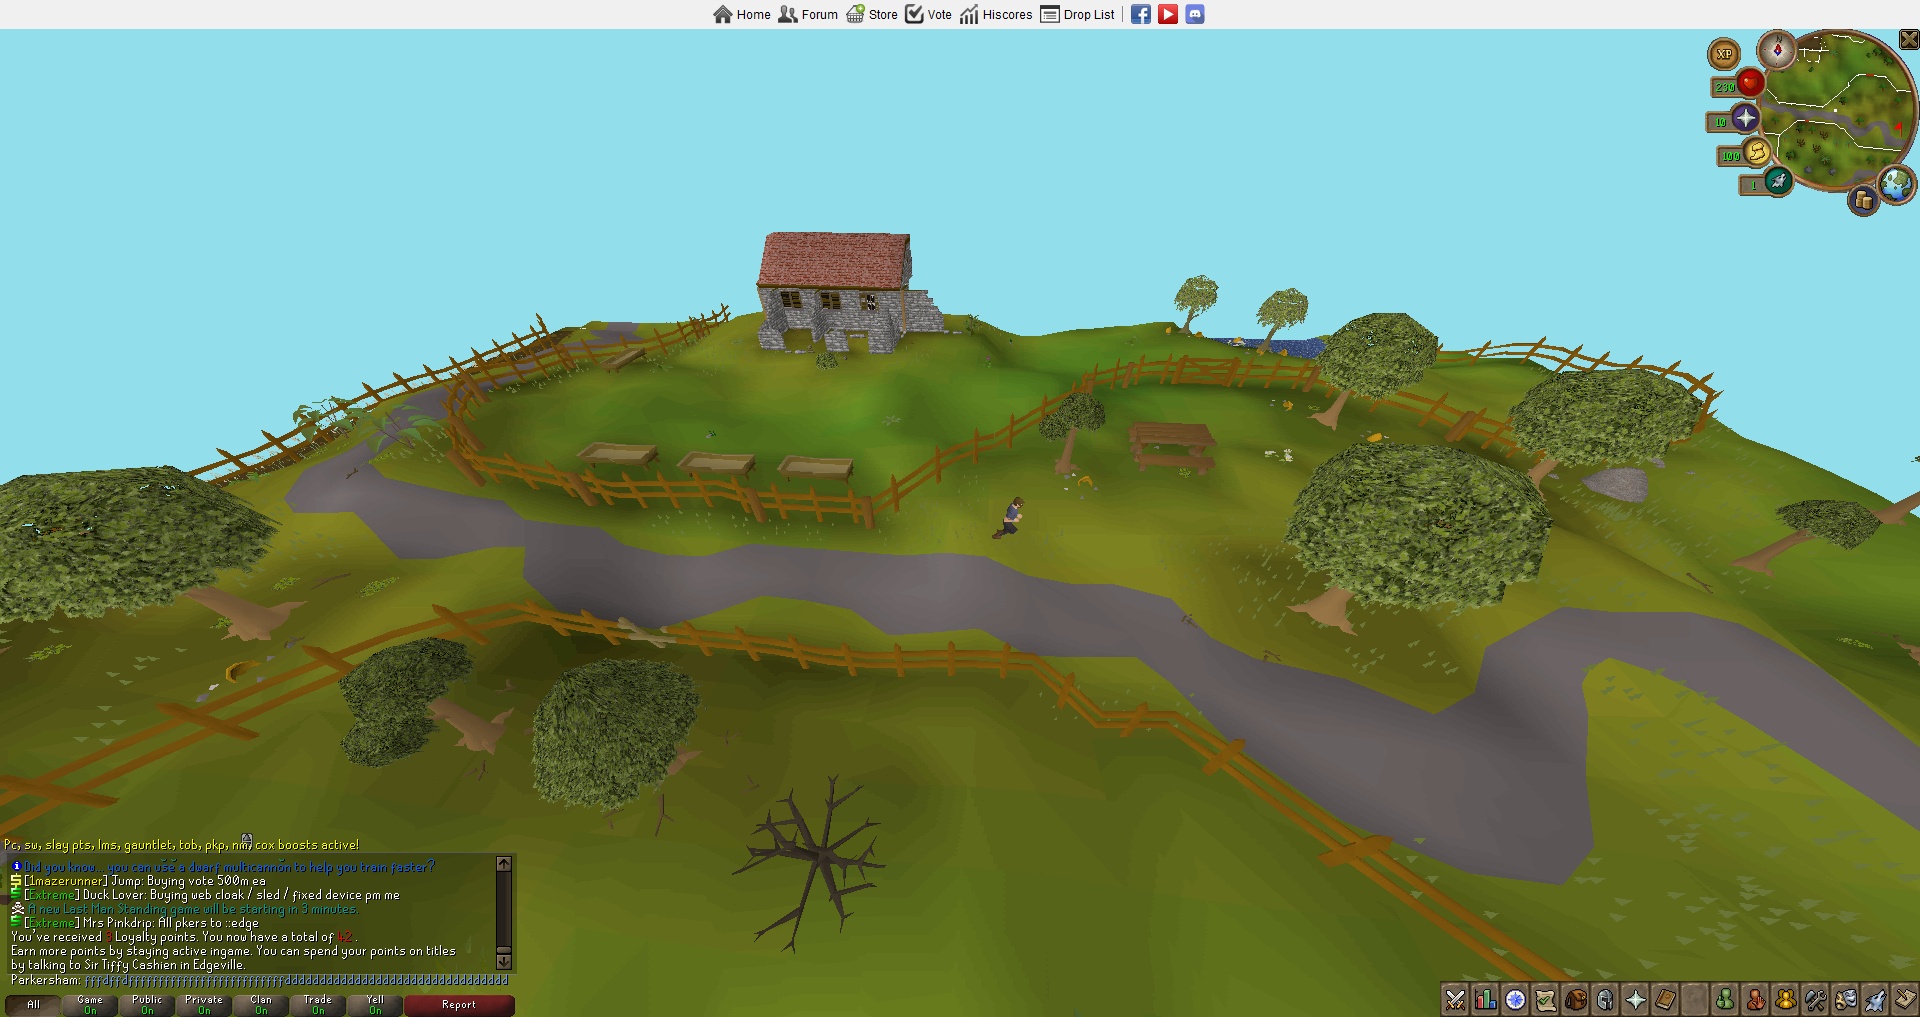 Home Forum Store Vote Hiscores Drop List
XP
N
230
10
100
1
Pc, sw, slay pts, lms, gauntlet, tob, pkp, nm, cox boosts active!
Did you know... you can use a dwarf multicannon to help you train faster?
[1mazerunner] Jump: Buying vote 500m ea
[Extreme] Duck Lover: Buying web cloak / sled / fixed device pm me
A new Last Man Standing game will be starting in 3 minutes.
[Extreme] Mrs Pinkdrip: All pkers to ::edge
You've received 3 Loyalty points. You now have a total of 42.
Earn more points by staying active ingame. You can spend your points on titles
by talking to Sir Tiffy Cashien in Edgeville.
Parkersham:
All Game Public Private Clan Trade Yell Report
On On On On On On